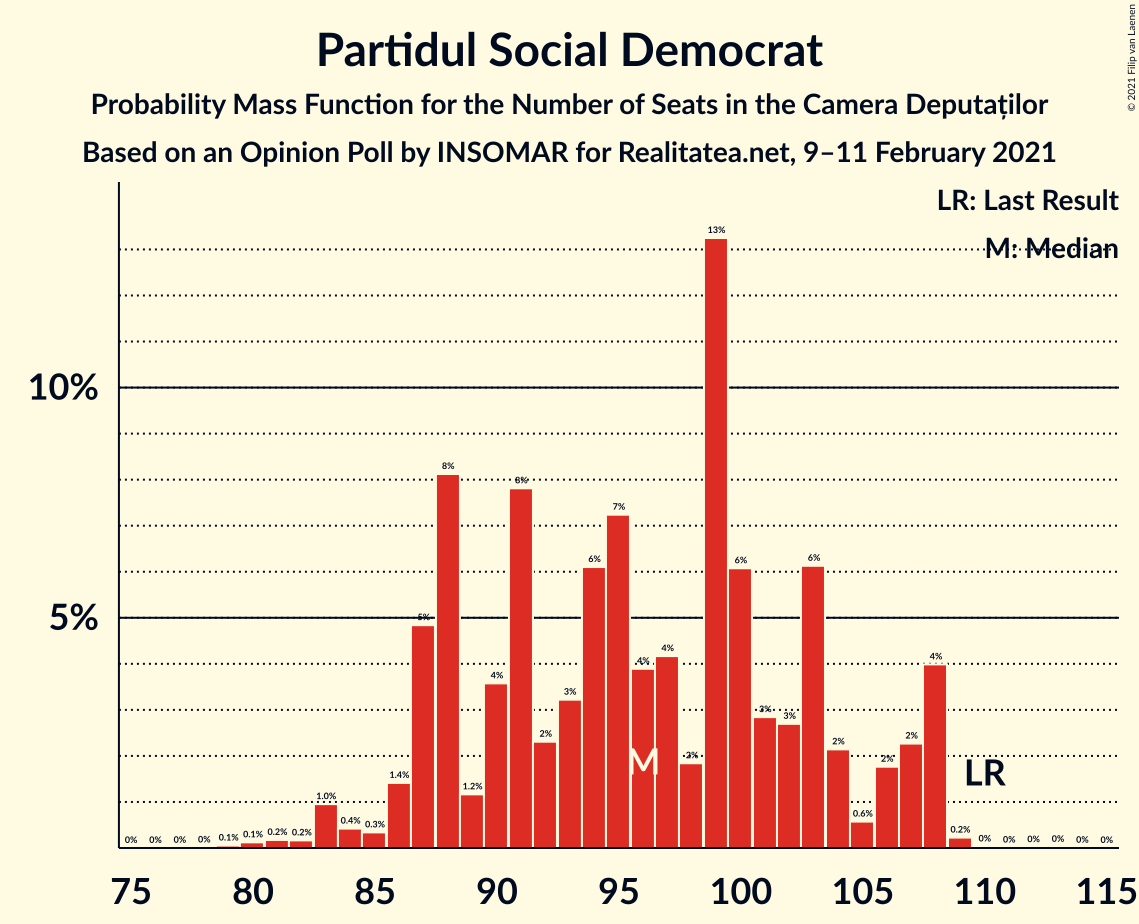 Partidul Social Democrat
Probability Mass Function for the Number of Seats in the Camera Deputaților
Based on an Opinion Poll by INSOMAR for Realitatea.net, 9–11 February 2021
© 2021 Filip van Laenen
LR: Last Result
M: Median
10%
5%
0% 0% 0% 0% 0.1% 0.1% 0.2% 0.2% 1.0% 0.4% 0.3% 1.4% 5% 8% 1.2% 4% 8% 2% 3% 6% 7% 4% 4% 2% 13% 6% 3% 3% 6% 2% 0.6% 2% 2% 4% 0.2% 0% 0% 0% 0% 0% 0%
M
LR
75 80 85 90 95 100 105 110 115